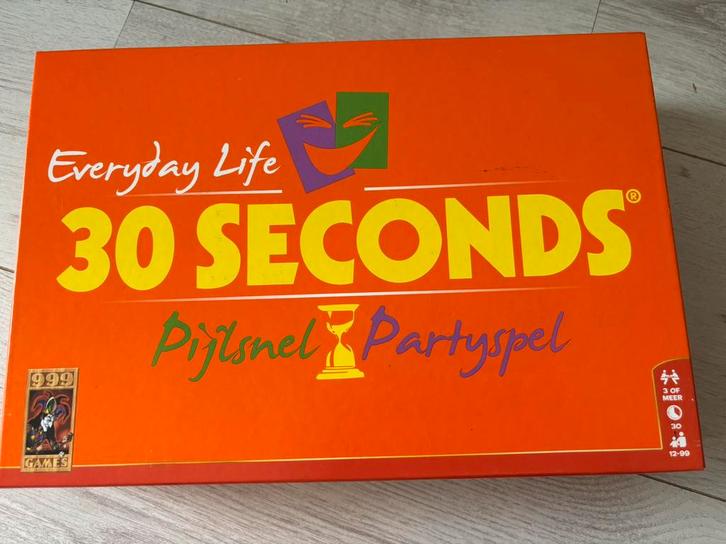 Everyday Life
30 SECONDS®
Pijlsnel Partyspel
999
GAMES
3 OF
MEER
30
12-99